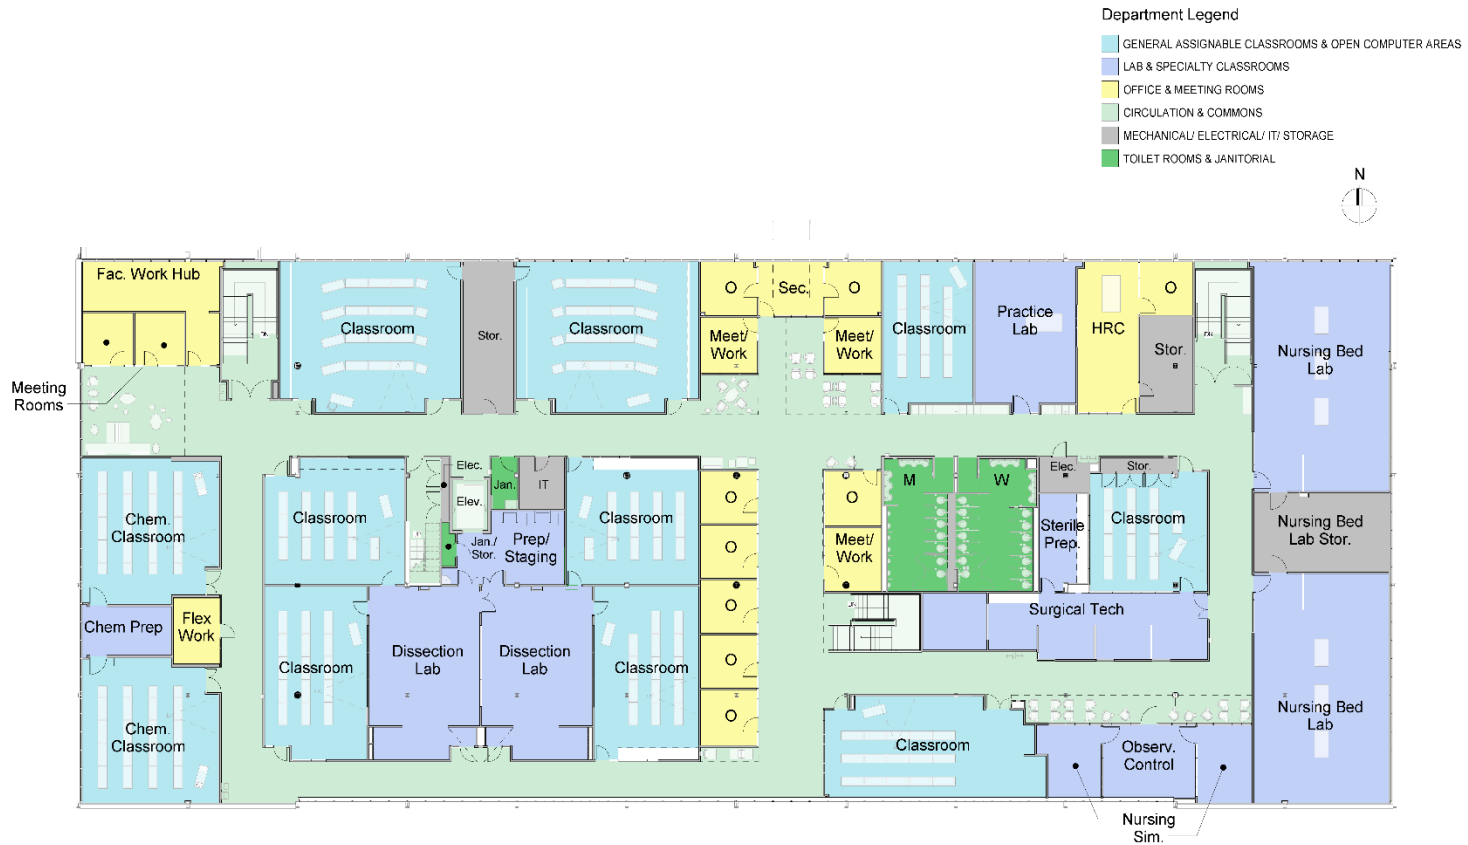 Department Legend
GENERAL ASSIGNABLE CLASSROOMS & OPEN COMPUTER AREAS
LAB & SPECIALTY CLASSROOMS
OFFICE & MEETING ROOMS
CIRCULATION & COMMONS
MECHANICAL/ ELECTRICAL/ IT/ STORAGE
TOILET ROOMS & JANITORIAL
N
Fac. Work Hub
Meeting
Rooms
Classroom
Stor.
Classroom
O
Sec.
O
Meet/
Work
Meet/
Work
Classroom
Practice
Lab
HRC
O
Stor.
Nursing Bed
Lab
Chem.
Classroom
Classroom
Elec.
Elev.
Jan.
IT
Jan./
Stor.
Prep/
Staging
Classroom
O
O
O
O
O
O
Meet/
Work
M
W
Elec.
Stor.
Sterile
Prep.
Classroom
Nursing Bed
Lab Stor.
Chem Prep
Flex
Work
Surgical Tech
Classroom
Dissection
Lab
Dissection
Lab
Classroom
Chem.
Classroom
Classroom
Observ.
Control
Nursing Bed
Lab
Nursing
Sim.